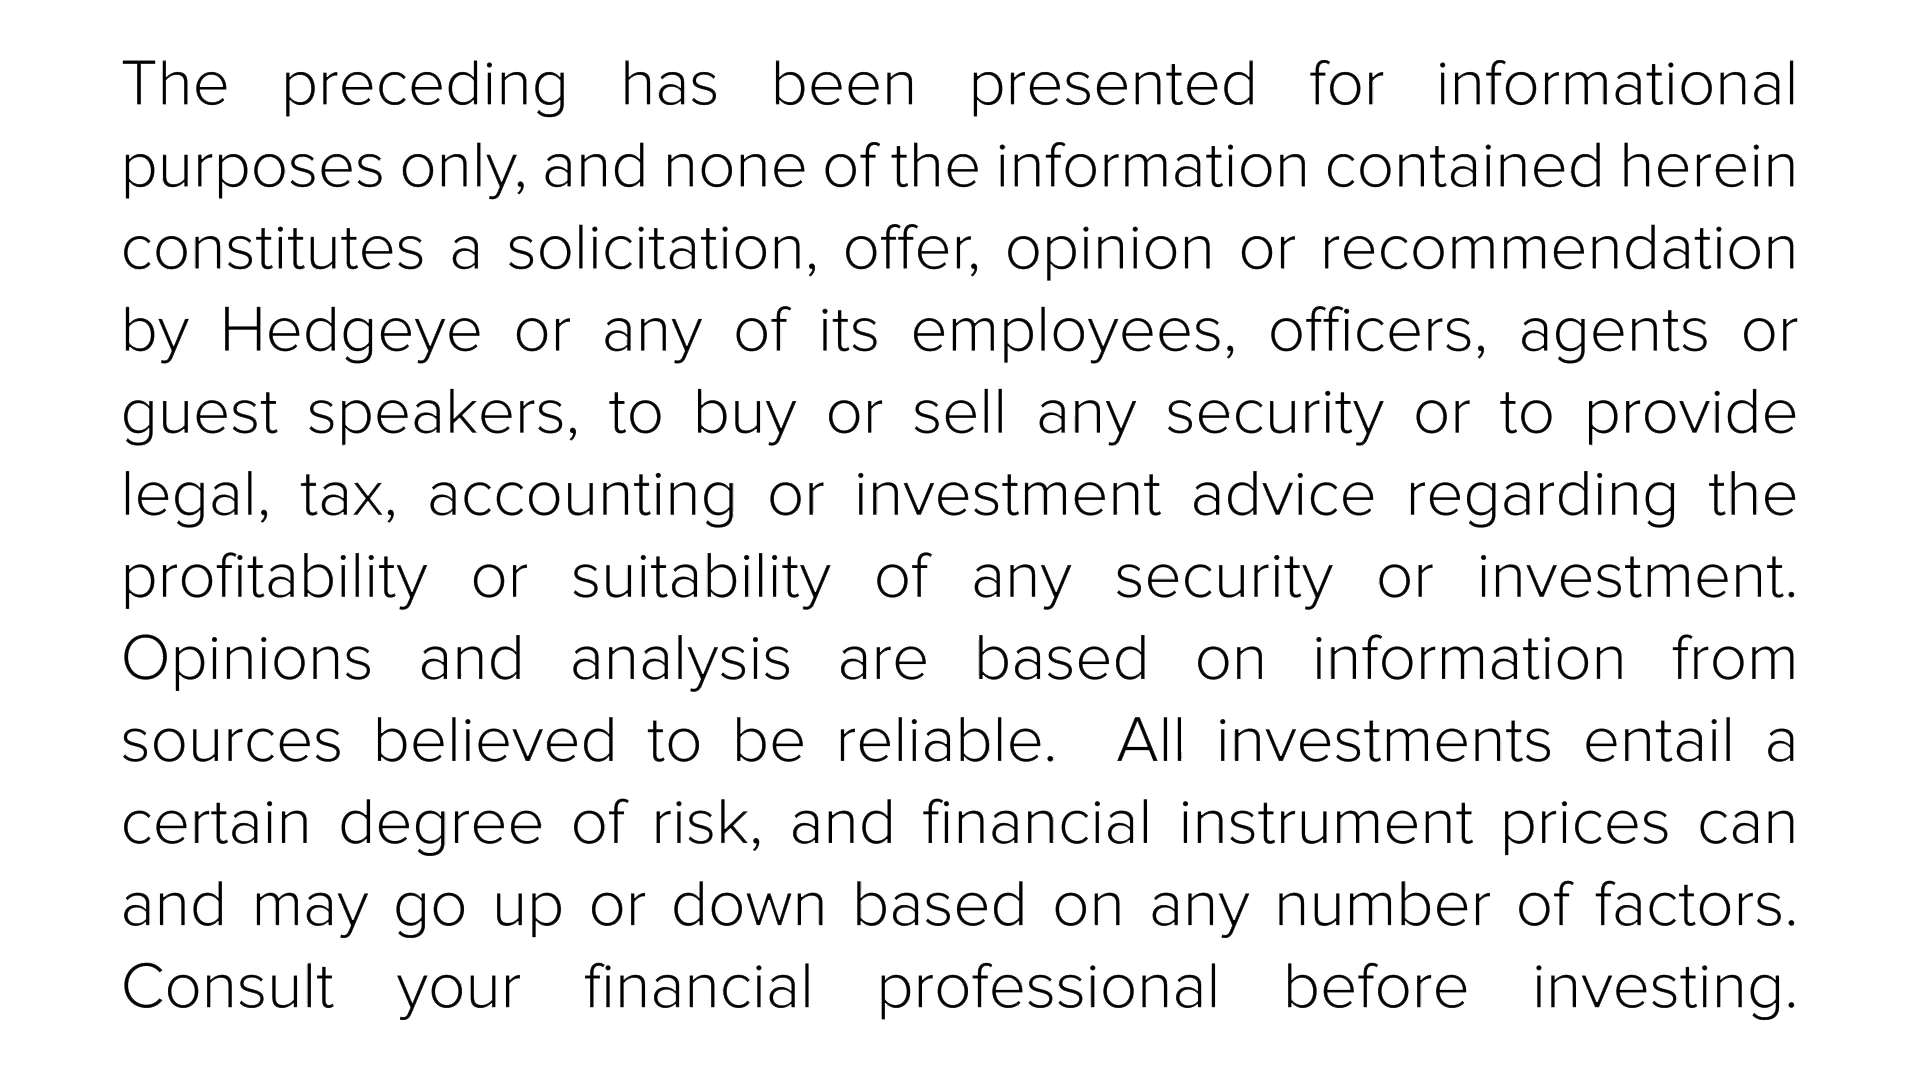 The preceding has been presented for informational
purposes only, and none of the information contained herein
constitutes a solicitation, offer, opinion or recommendation
by Hedgeye or any of its employees, officers, agents or
guest speakers, to buy or sell any security or to provide
legal, tax, accounting or investment advice regarding the
profitability or suitability of any security or investment.
Opinions and analysis are based on information from
sources believed to be reliable.  All investments entail a
certain degree of risk, and financial instrument prices can
and may go up or down based on any number of factors.
Consult your financial professional before investing.